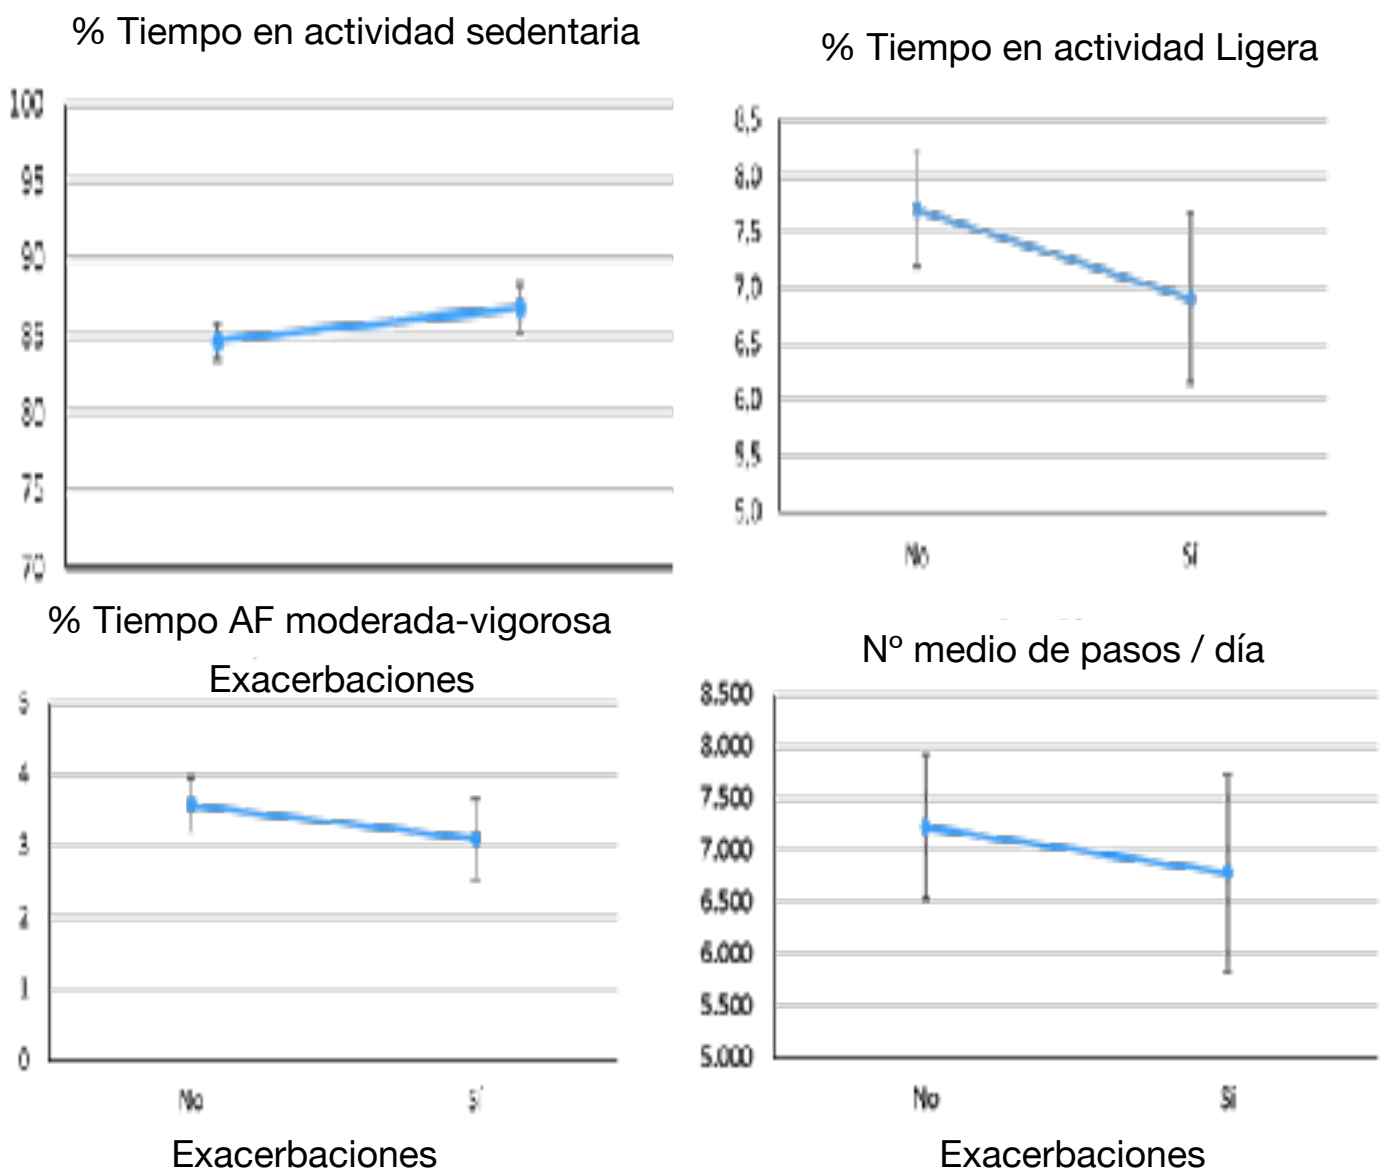 % Tiempo en actividad sedentaria
100
95
90
85
80
75
70
% Tiempo en actividad Ligera
8,5
8,0
7,5
7,0
6,5
6,0
5,5
5,0
No
Sí
% Tiempo AF moderada-vigorosa
Exacerbaciones
5
4
3
2
1
0
No
Sí
Exacerbaciones
Nº medio de pasos / día
8.500
8.000
7.500
7.000
6.500
6.000
5.500
5.000
No
Sí
Exacerbaciones